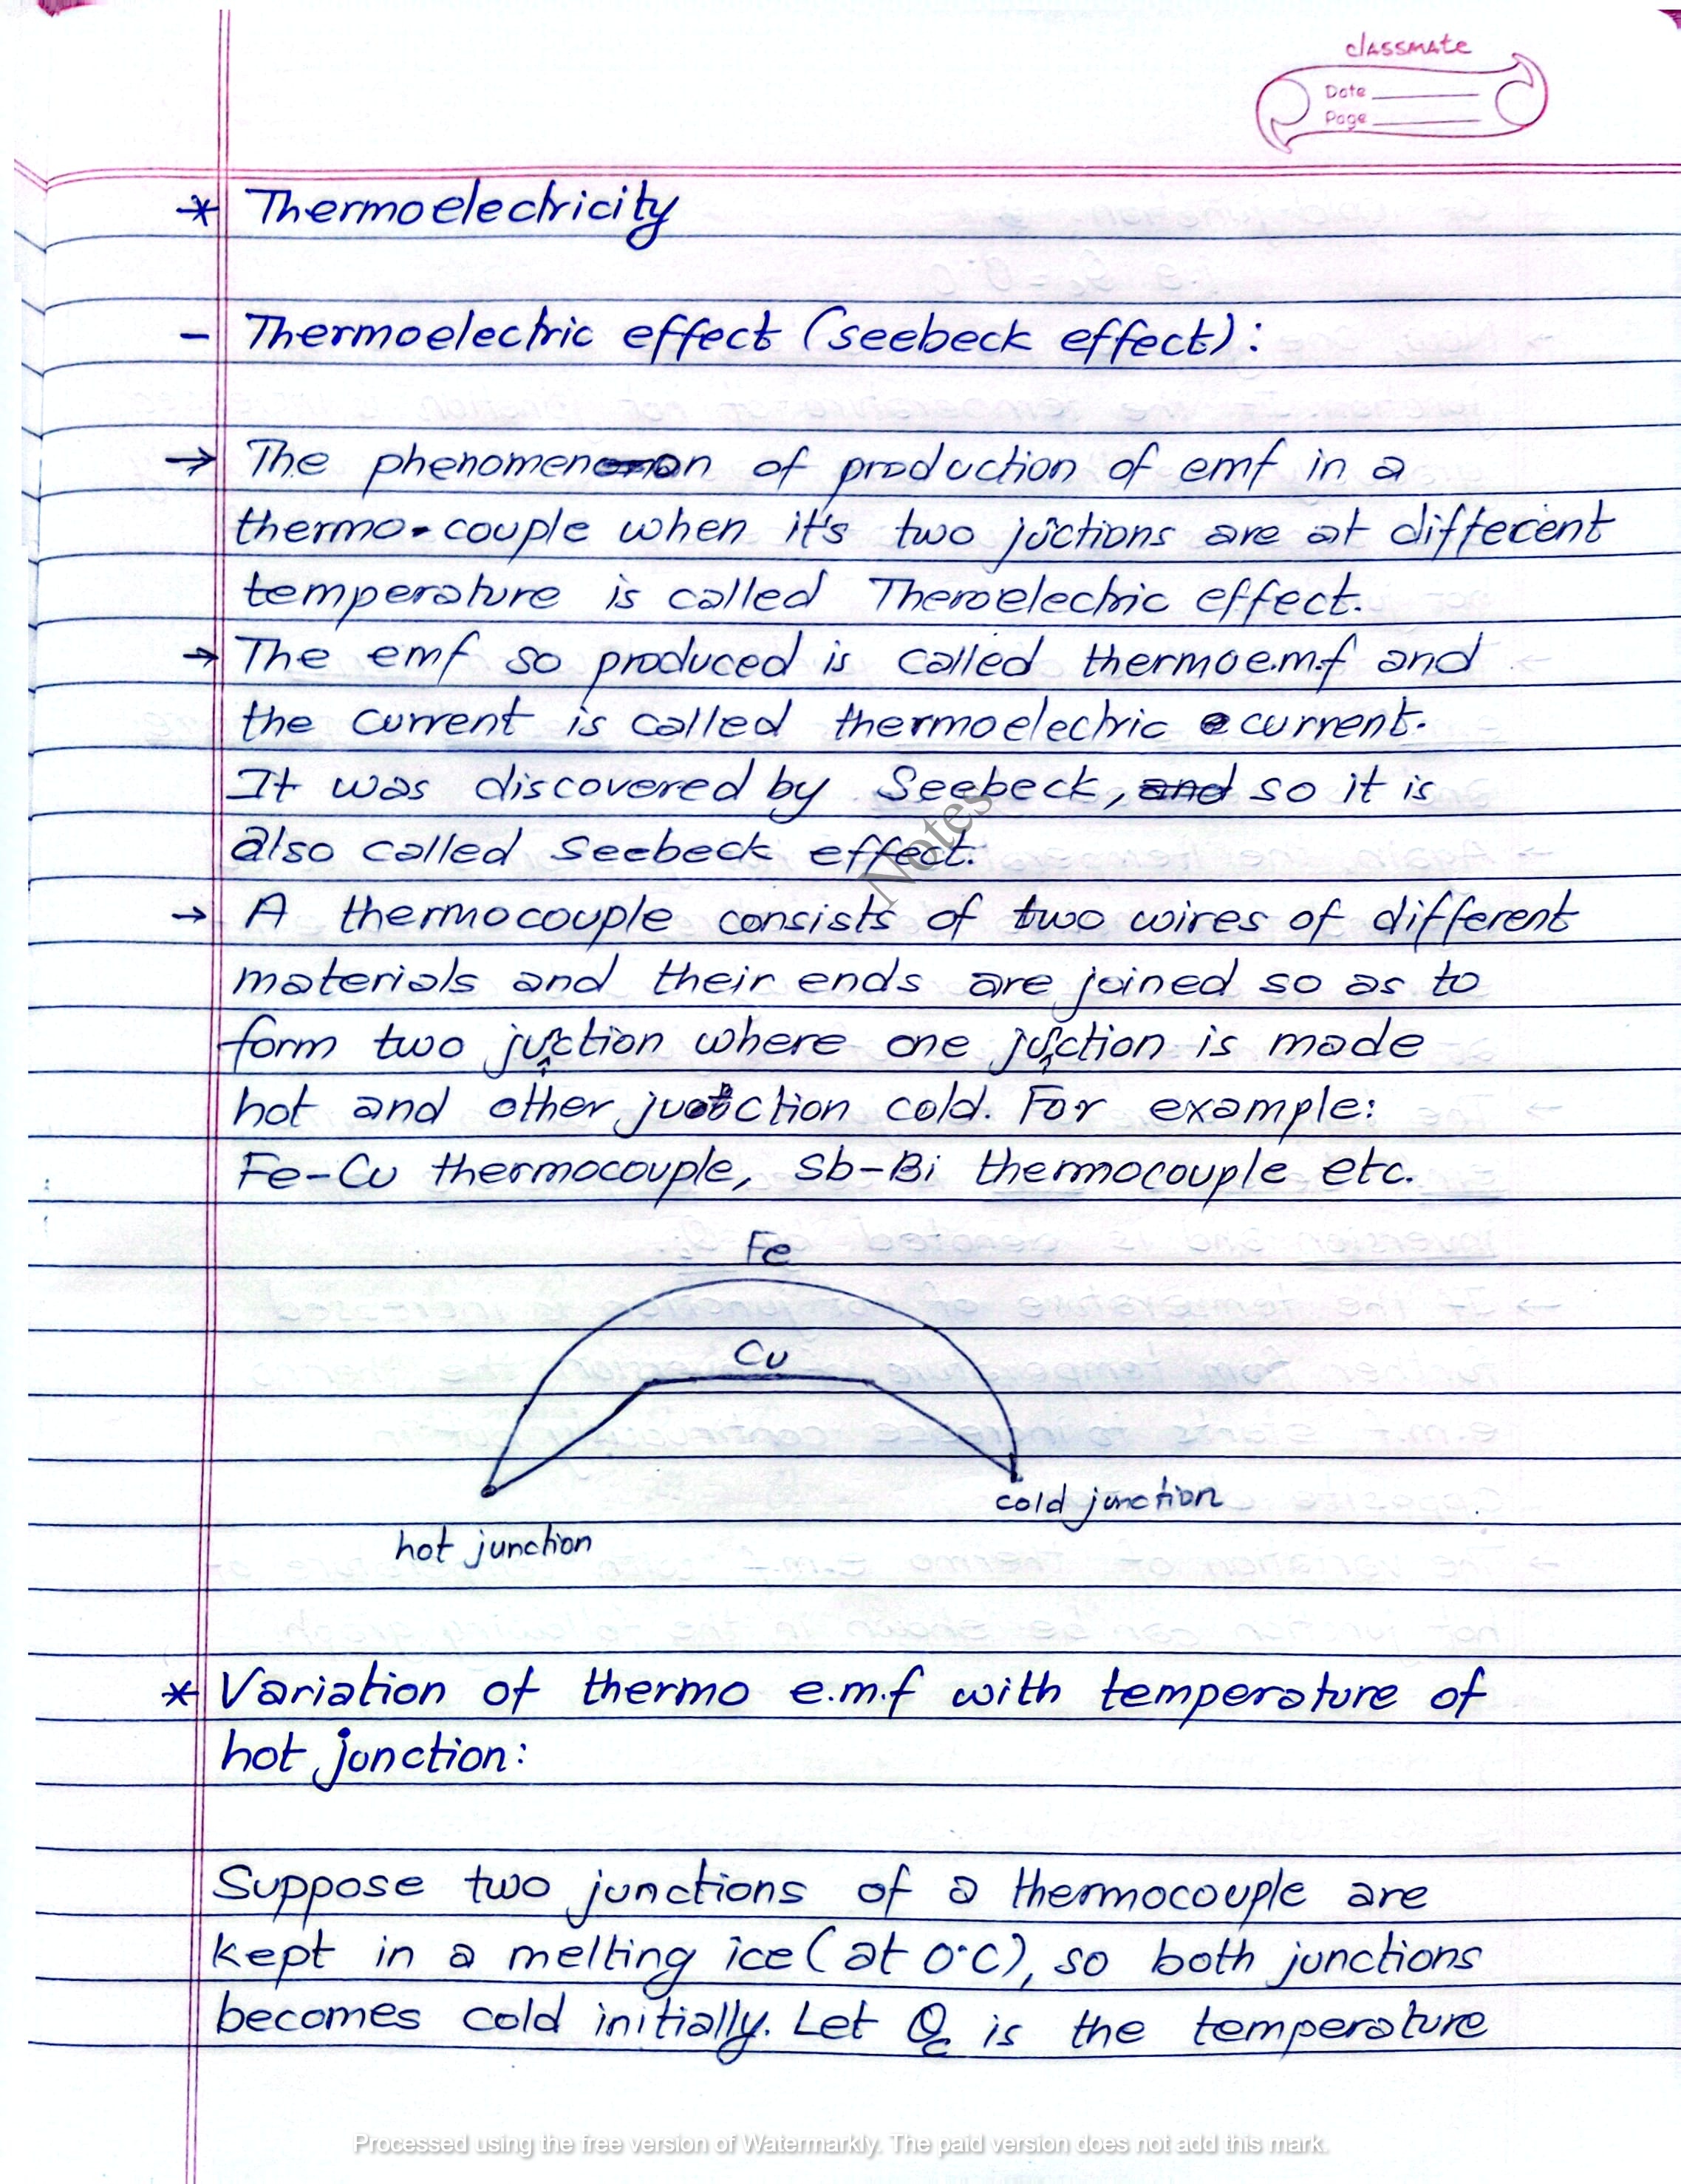 classmate
Date
Page
* Thermoelectricity
- Thermoelectric effect (seebeck effect):
→ The phenomenon of production of emf in a
thermo-couple when it's two juctions are at different
temperature is called Theroelectric effect.
→ The emf so produced is called thermoe.m.f and
the current is called thermoelectric current.
It was discovered by Seebeck, and so it is
also called Seebeck effect.
Notes
→ A thermocouple consists of two wires of different
materials and their ends are joined so as to
form two junction where one junction is made
hot and other junction cold. For example:
Fe-Cu thermocouple, Sb-Bi thermocouple etc.
Fe
Cu
cold junction
hot junction
* Variation of thermo e.m.f with temperature of
hot junction:
Suppose two junctions of a thermocouple are
kept in a melting ice (at 0°C), so both junctions
becomes cold initially. Let θc is the temperature
Processed using the free version of Watermarkly. The paid version does not add this mark.